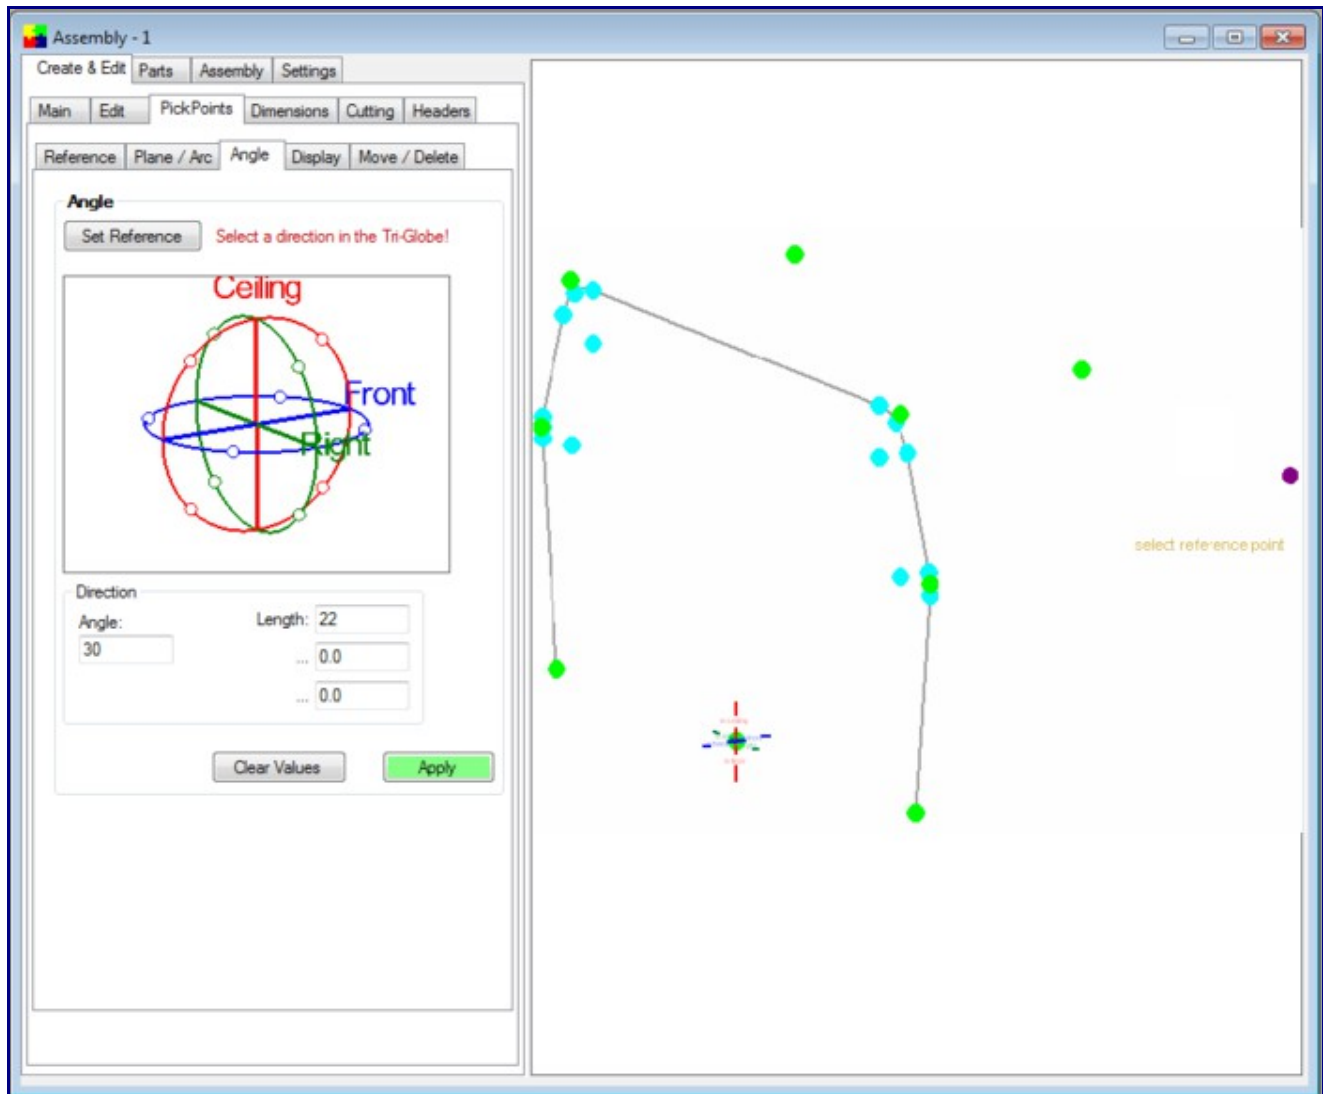 Assembly - 1
Create & Edit Parts Assembly Settings
Main Edit PickPoints Dimensions Cutting Headers
Reference Plane / Arc Angle Display Move / Delete
Angle
Set Reference Select a direction in the Tri-Globe!
Ceiling
Front
Right
Direction
Angle: Length: 22
30
... 0.0
... 0.0
Clear Values Apply
select reference point